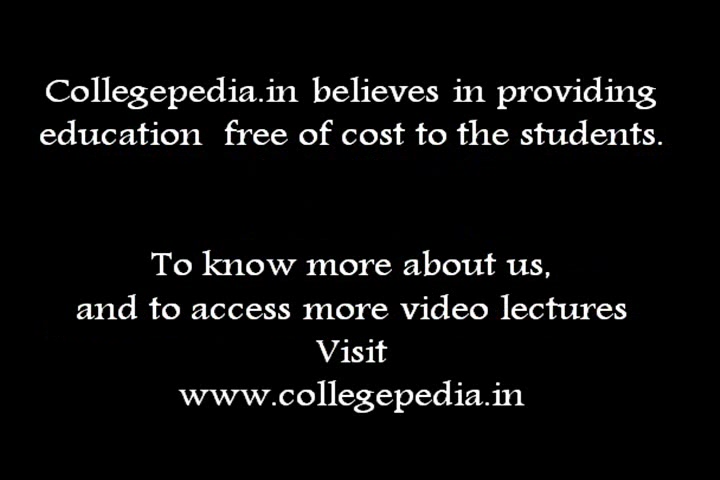 Collegepedia.in believes in providing
education free of cost to the students.
To know more about us,
and to access more video lectures
Visit
www.collegepedia.in